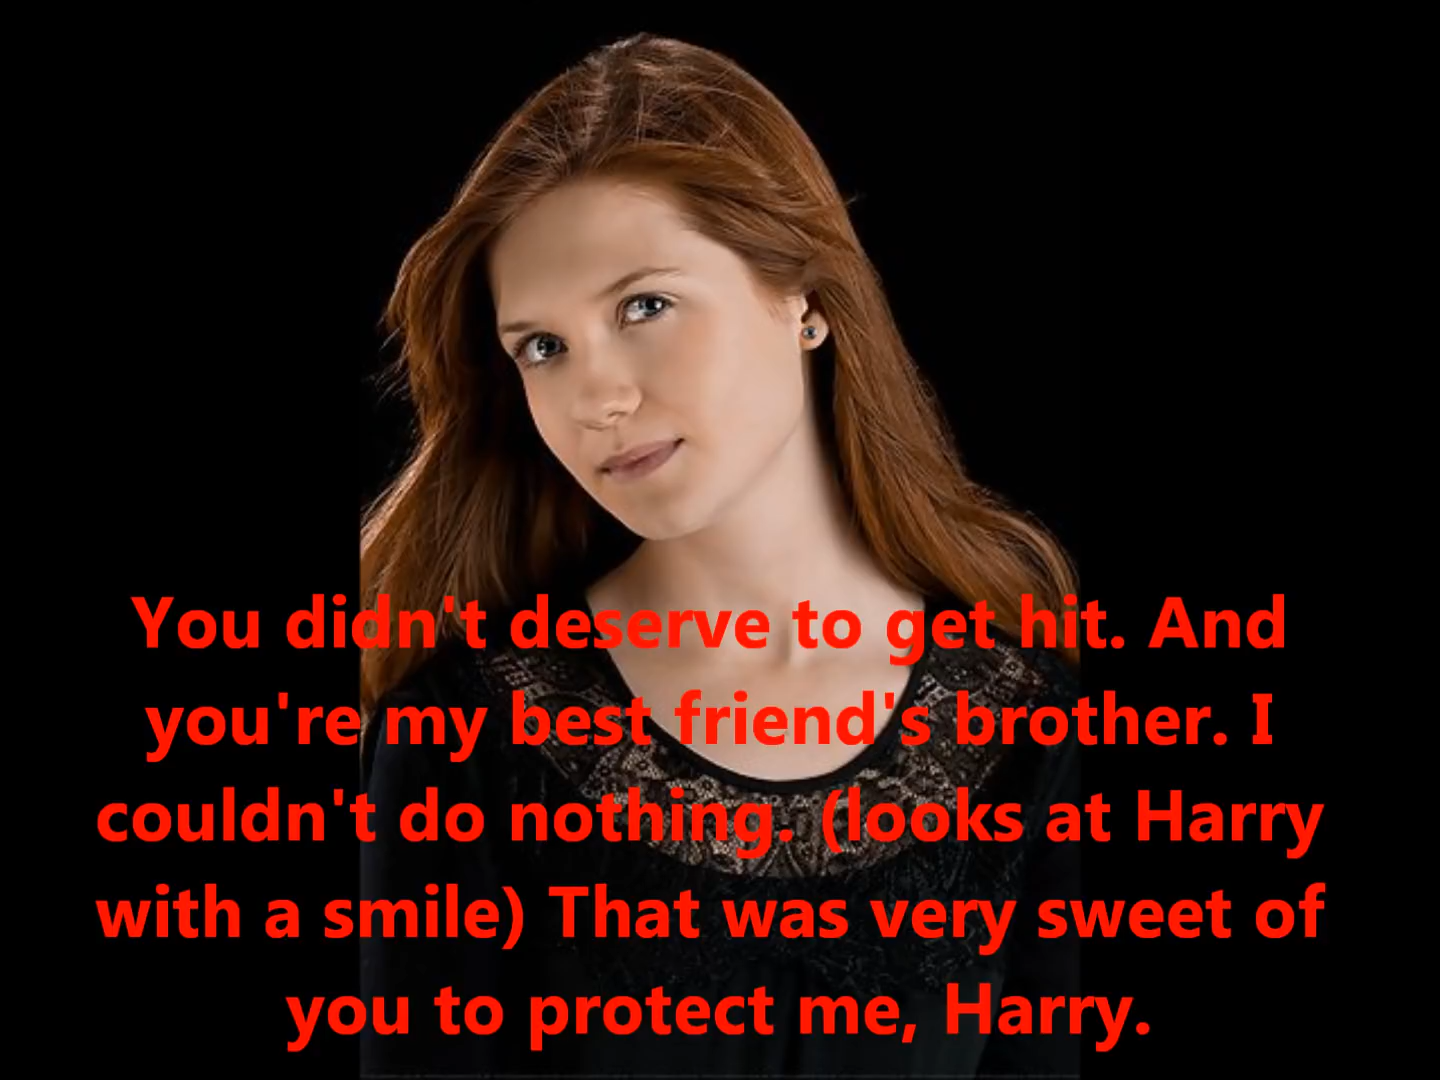 You didn't deserve to get hit. And
you're my best friend's brother. I
couldn't do nothing. (looks at Harry
with a smile) That was very sweet of
you to protect me, Harry.